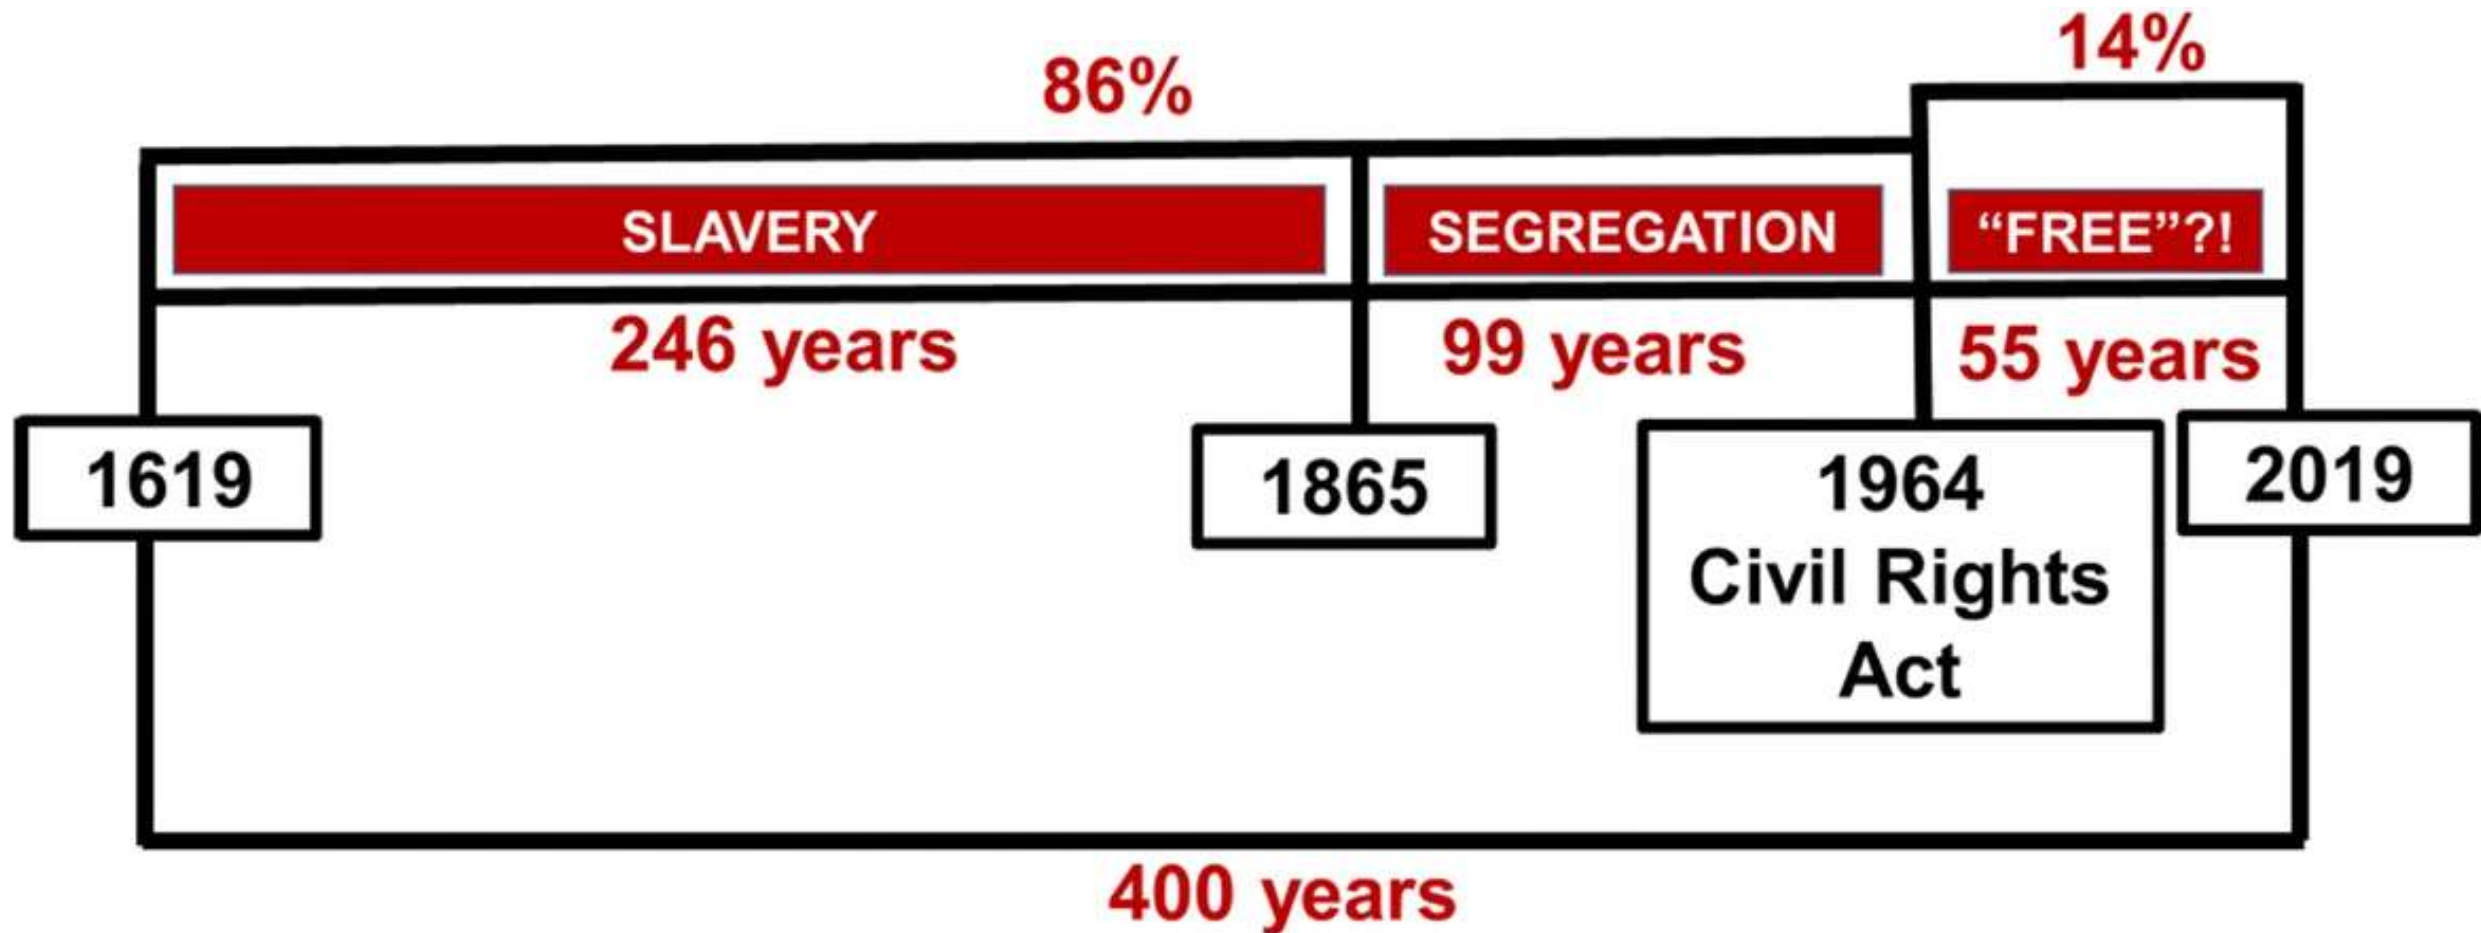 14%
86%
SLAVERY
SEGREGATION
“FREE”?!
246 years
99 years
55 years
1619
1865
1964
Civil Rights
Act
2019
400 years